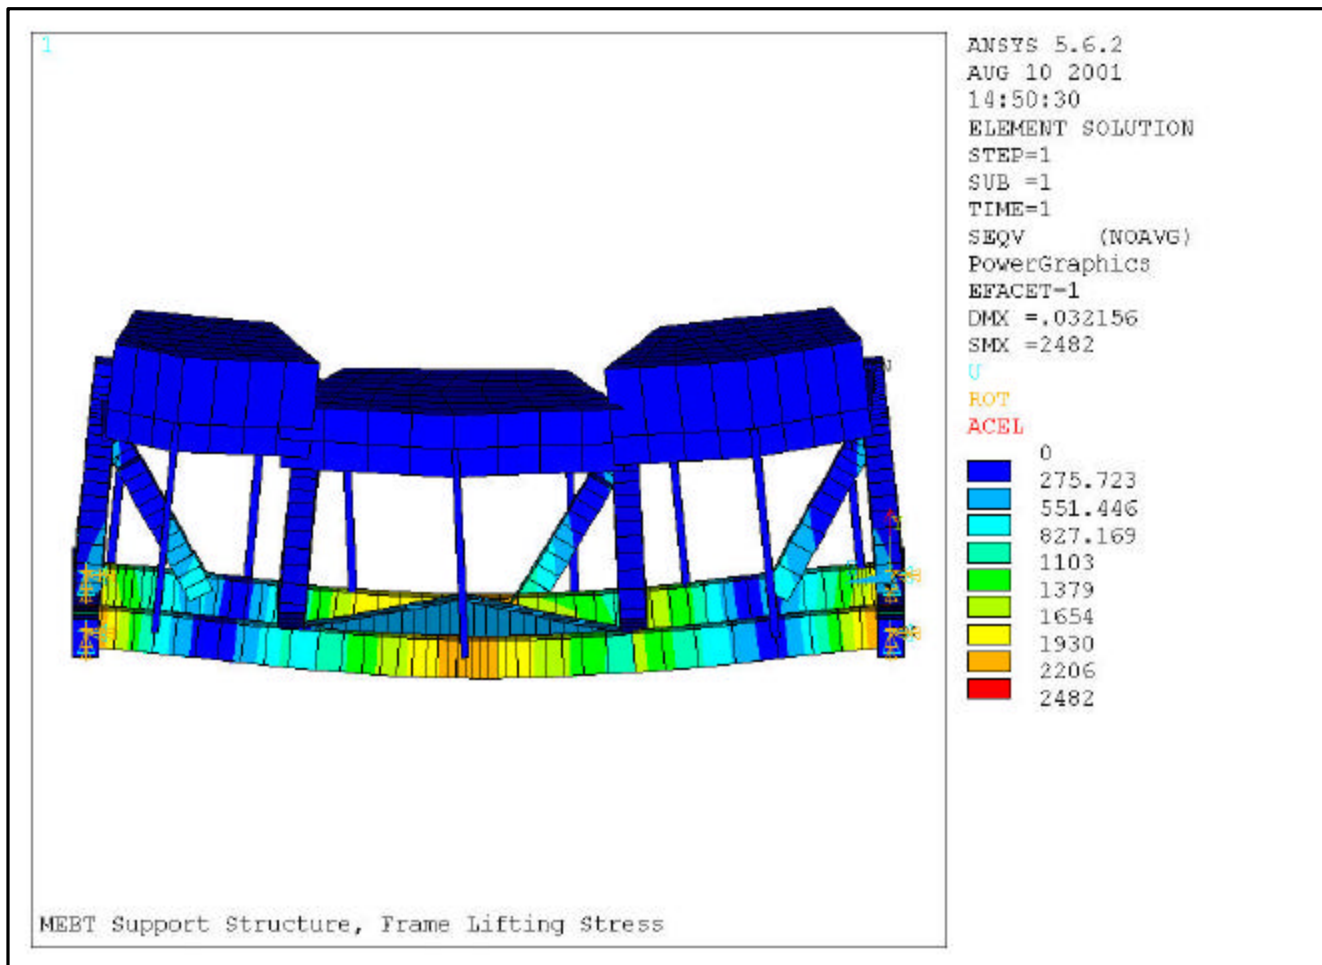 1
ANSYS 5.6.2
AUG 10 2001
14:50:30
ELEMENT SOLUTION
STEP=1
SUB =1
TIME=1
SEQV (NOAVG)
PowerGraphics
EFACET=1
DMX =.032156
SMX =2482
U
ROT
ACEL
0
275.723
551.446
827.169
1103
1379
1654
1930
2206
2482
MEBT Support Structure, Frame Lifting Stress